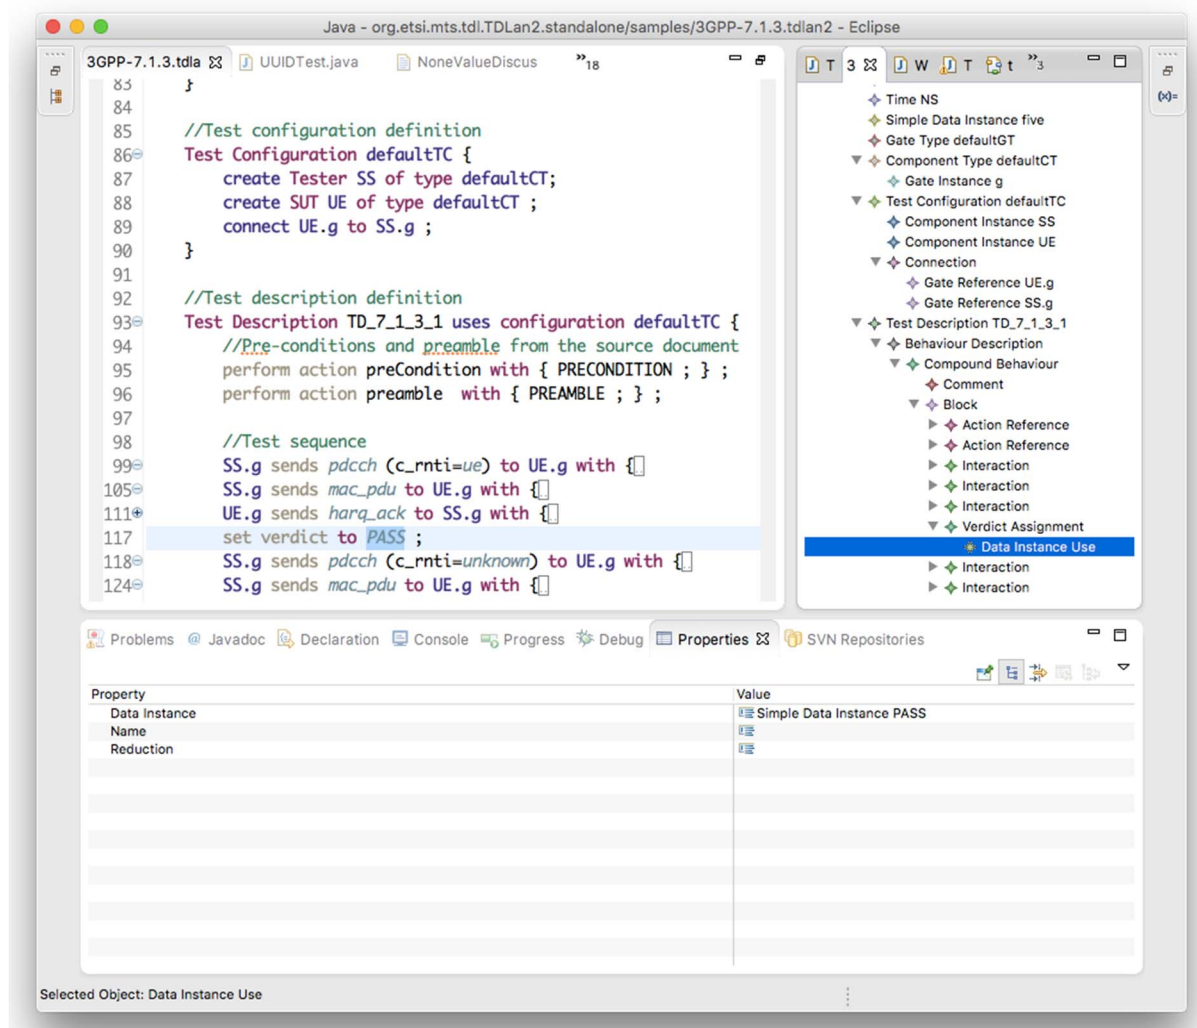 Java - org.etsi.mts.tdl.TDLan2.standalone/samples/3GPP-7.1.3.tdlan2 - Eclipse
3GPP-7.1.3.tdla UUIDTest.java NoneValueDiscus »18
83 }
84
85 //Test configuration definition
86 Test Configuration defaultTC {
87 create Tester SS of type defaultCT;
88 create SUT UE of type defaultCT ;
89 connect UE.g to SS.g ;
90 }
91
92 //Test description definition
93 Test Description TD_7_1_3_1 uses configuration defaultTC {
94 //Pre-conditions and preamble from the source document
95 perform action preCondition with { PRECONDITION ; } ;
96 perform action preamble with { PREAMBLE ; } ;
97
98 //Test sequence
99 SS.g sends pdcch (c_rnti=ue) to UE.g with {
105 SS.g sends mac_pdu to UE.g with {
111 UE.g sends harq_ack to SS.g with {
117 set verdict to PASS ;
118 SS.g sends pdcch (c_rnti=unknown) to UE.g with {
124 SS.g sends mac_pdu to UE.g with {
J T 3 J W J T t »3
(x)=
Time NS
Simple Data Instance five
Gate Type defaultGT
Component Type defaultCT
Gate Instance g
Test Configuration defaultTC
Component Instance SS
Component Instance UE
Connection
Gate Reference UE.g
Gate Reference SS.g
Test Description TD_7_1_3_1
Behaviour Description
Compound Behaviour
Comment
Block
Action Reference
Action Reference
Interaction
Interaction
Interaction
Verdict Assignment
Data Instance Use
Interaction
Interaction
Problems @ Javadoc Declaration Console Progress Debug Properties SVN Repositories
Property Value
Data Instance Simple Data Instance PASS
Name
Reduction
Selected Object: Data Instance Use